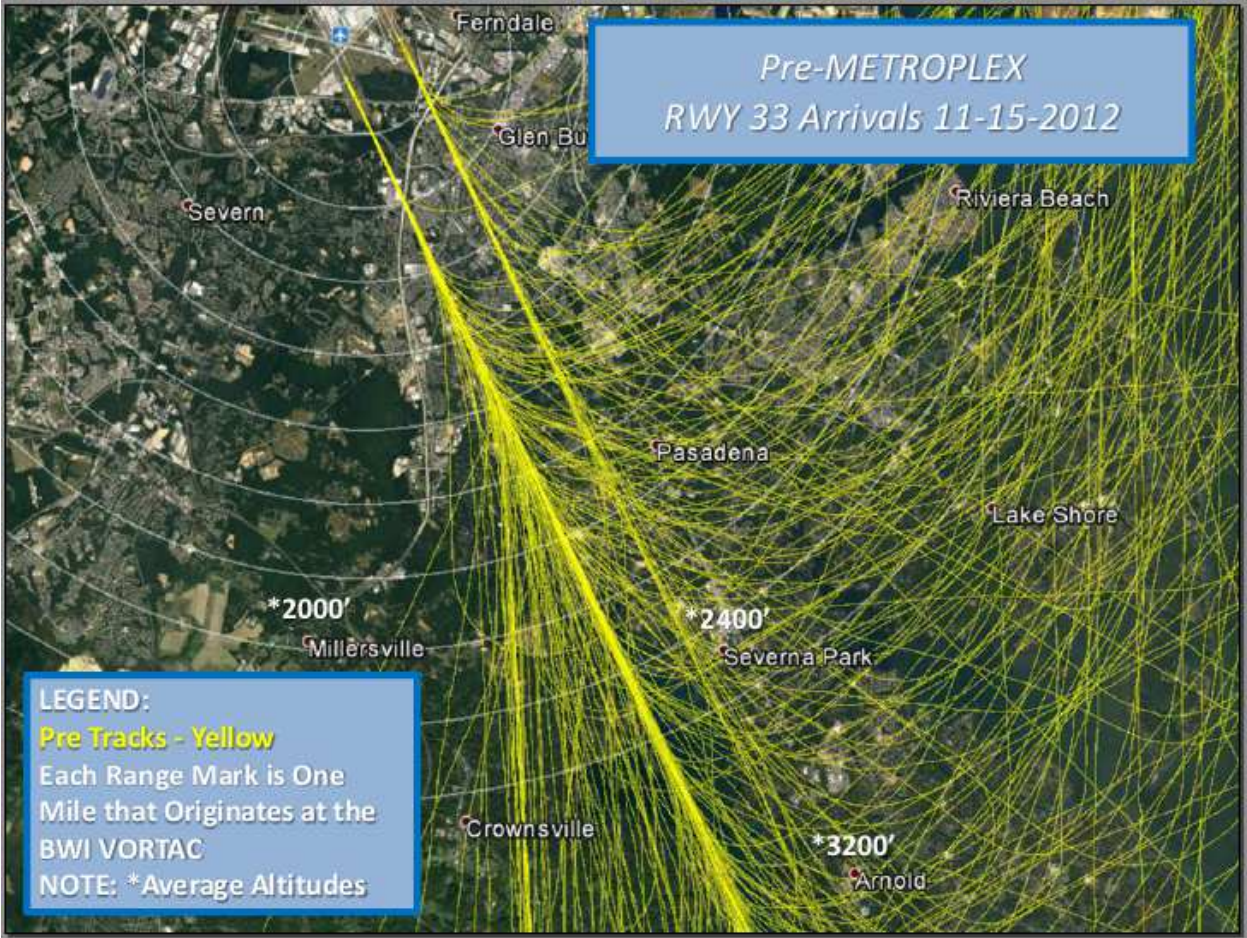 Ferndale
Pre-METROPLEX
RWY 33 Arrivals 11-15-2012
Glen Bu
Severn
Riviera Beach
Pasadena
Lake Shore
*2000'
Millersville
*2400'
Severna Park
LEGEND:
Pre Tracks - Yellow
Each Range Mark is One
Mile that Originates at the
BWI VORTAC
NOTE: *Average Altitudes
Crownsville
*3200'
Arnold